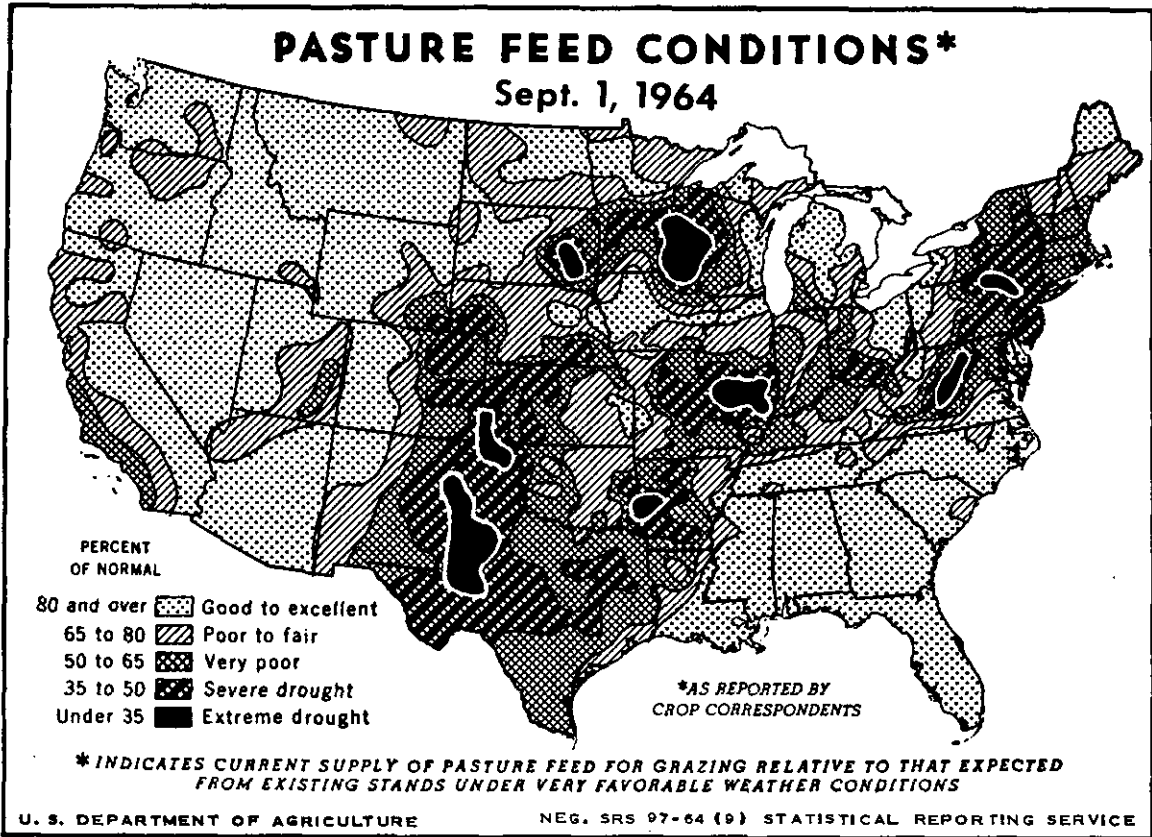 PASTURE FEED CONDITIONS*
Sept. 1, 1964
PERCENT
OF NORMAL
80 and over Good to excellent
65 to 80 Poor to fair
50 to 65 Very poor
35 to 50 Severe drought
Under 35 Extreme drought
*AS REPORTED BY
CROP CORRESPONDENTS
* INDICATES CURRENT SUPPLY OF PASTURE FEED FOR GRAZING RELATIVE TO THAT EXPECTED
FROM EXISTING STANDS UNDER VERY FAVORABLE WEATHER CONDITIONS
U. S. DEPARTMENT OF AGRICULTURE NEG. SRS 97-64 (9) STATISTICAL REPORTING SERVICE